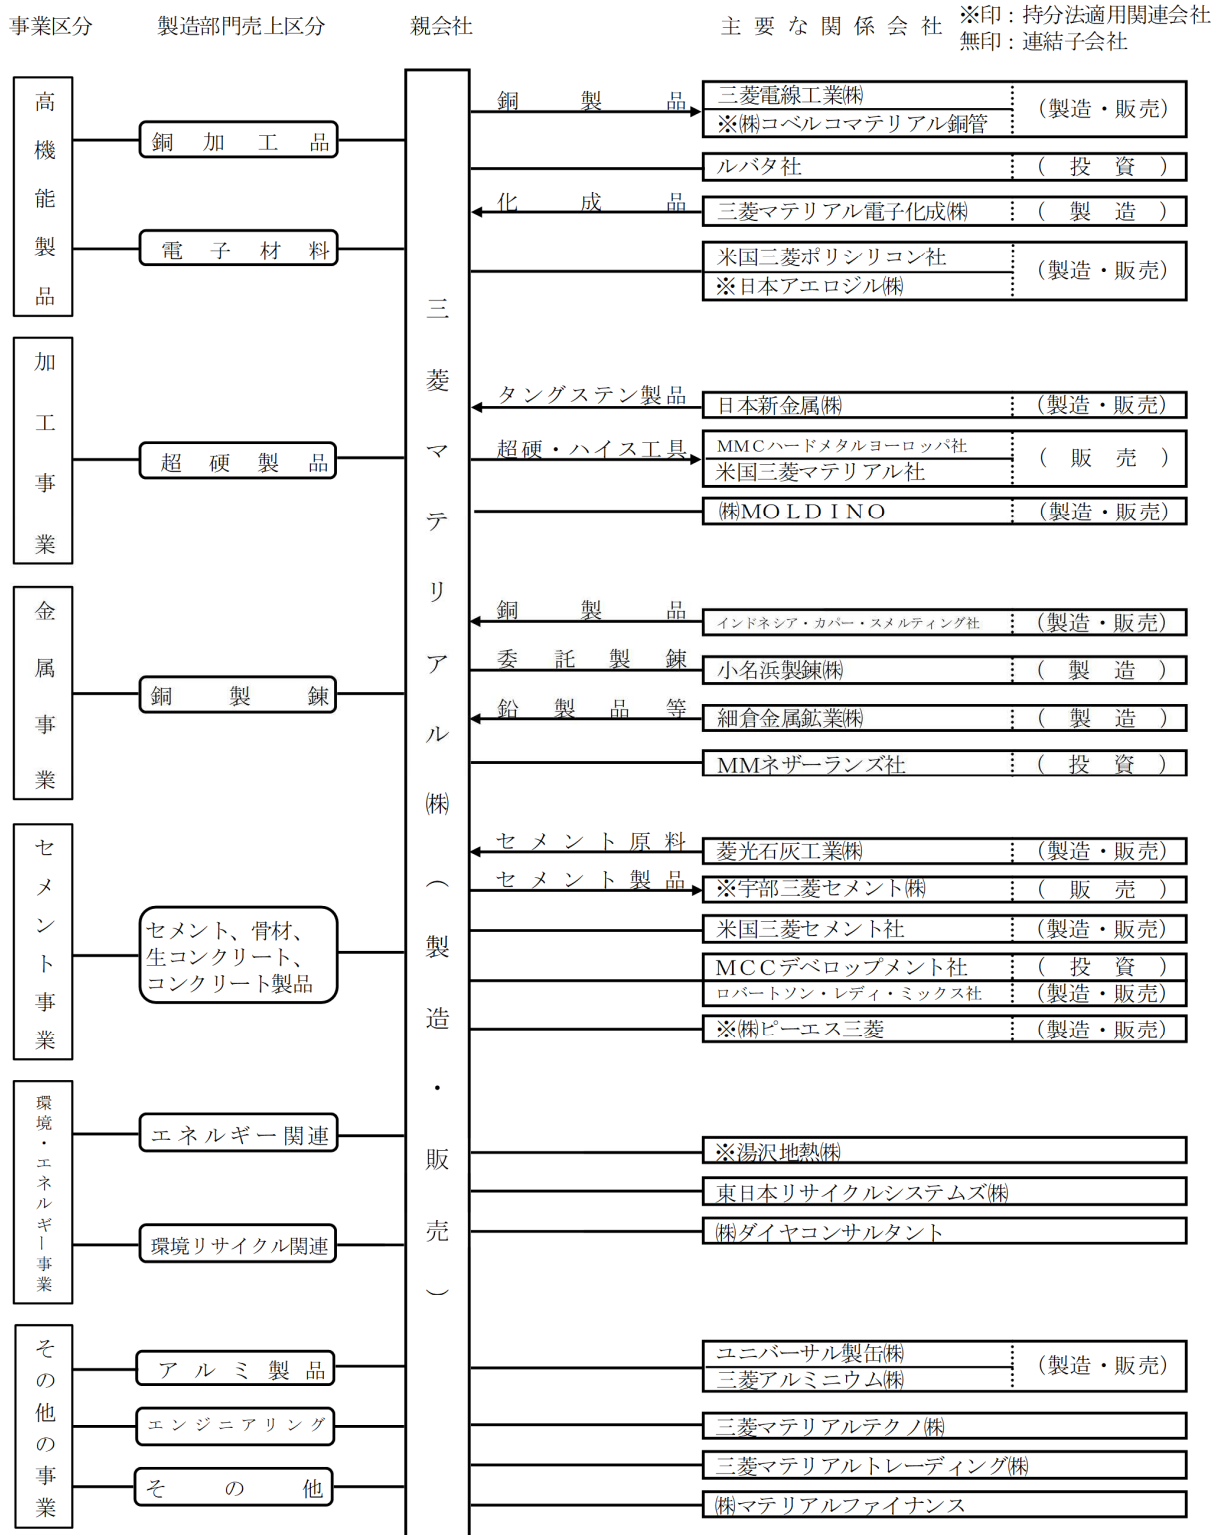 事業区分　製造部門売上区分　親会社　主要な関係会社　※印：持分法適用関連会社
無印：連結子会社
高機能製品
銅加工品
電子材料
加工事業
超硬製品
金属事業
銅製錬
セメント事業
セメント、骨材、
生コンクリート、
コンクリート製品
環境・エネルギー事業
エネルギー関連
環境リサイクル関連
その他の事業
アルミ製品
エンジニアリング
その他
三菱マテリアル㈱（製造・販売）
銅製品
三菱電線工業㈱
※㈱コベルコマテリアル銅管
（製造・販売）
ルバタ社　（投資）
化成品
三菱マテリアル電子化成㈱　（製造）
米国三菱ポリシリコン社
※日本アエロジル㈱
（製造・販売）
タングステン製品
日本新金属㈱　（製造・販売）
超硬・ハイス工具
ＭＭＣハードメタルヨーロッパ社
米国三菱マテリアル社
（販売）
㈱ＭＯＬＤＩＮＯ　（製造・販売）
銅製品
インドネシア・カパー・スメルティング社　（製造・販売）
委託製錬
小名浜製錬㈱　（製造）
鉛製品等
細倉金属鉱業㈱　（製造）
ＭＭネザーランズ社　（投資）
セメント原料
菱光石灰工業㈱　（製造・販売）
セメント製品
※宇部三菱セメント㈱　（販売）
米国三菱セメント社　（製造・販売）
ＭＣＣデベロップメント社　（投資）
ロバートソン・レディ・ミックス社　（製造・販売）
※㈱ピーエス三菱　（製造・販売）
※湯沢地熱㈱
東日本リサイクルシステムズ㈱
㈱ダイヤコンサルタント
ユニバーサル製缶㈱
三菱アルミニウム㈱
（製造・販売）
三菱マテリアルテクノ㈱
三菱マテリアルトレーディング㈱
㈱マテリアルファイナンス